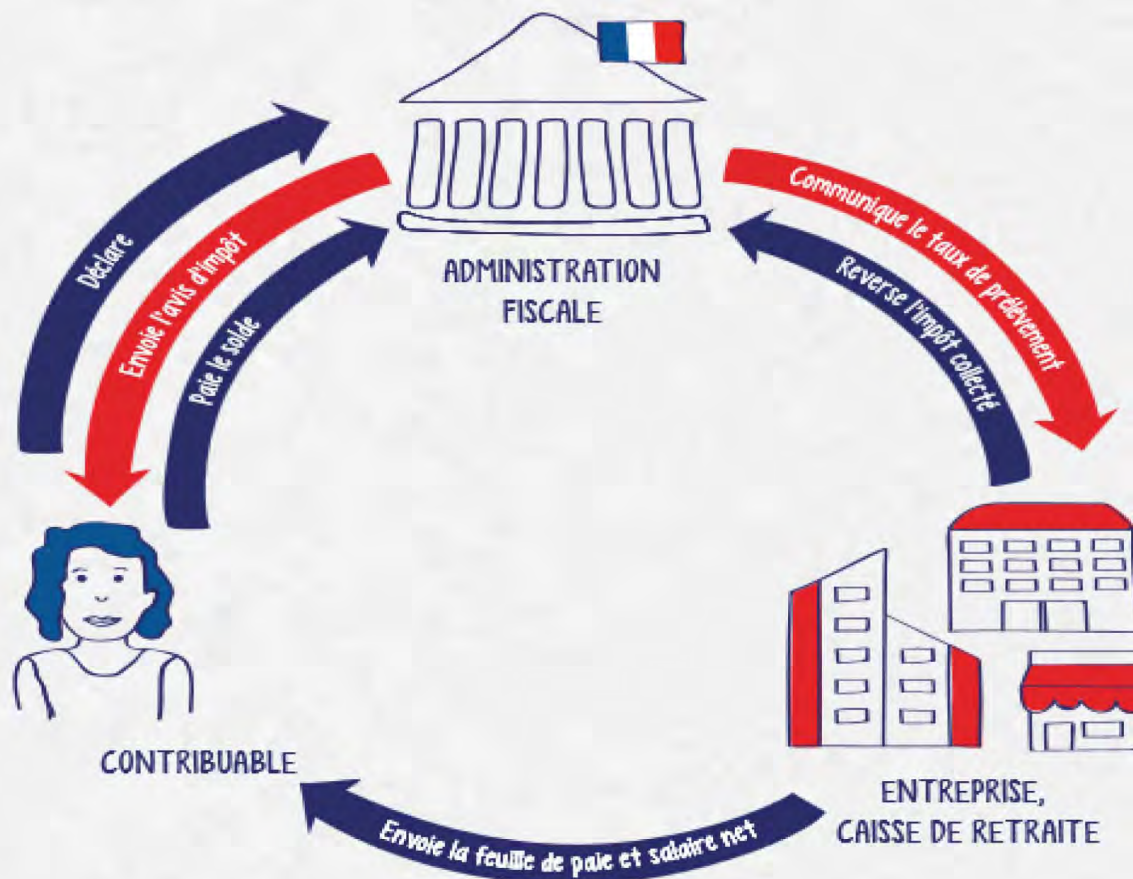 Déclare
Envoie l'avis d'impôt
Paie le solde
ADMINISTRATION
FISCALE
Communique le taux de prélèvement
Reverse l'impôt collecté
CONTRIBUABLE
ENTREPRISE,
CAISSE DE RETRAITE
Envoie la feuille de paie et salaire net